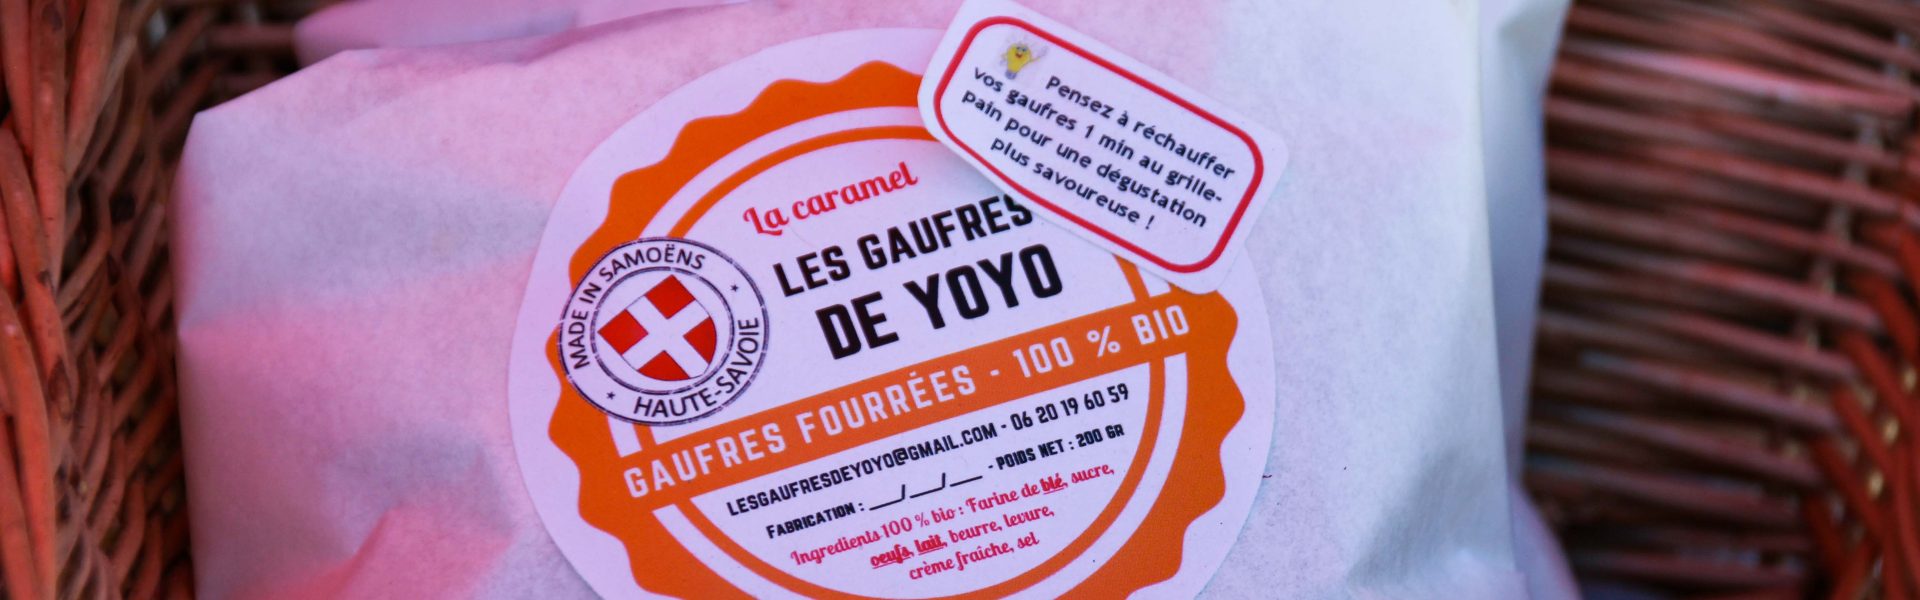 Pensez à réchauffer
vos gaufres 1 min au grille-
pain pour une dégustation
plus savoureuse !
La caramel
LES GAUFRES
DE YOYO
MADE IN SAMOËNS
HAUTE-SAVOIE
GAUFRES FOURRÉES - 100 % BIO
LESGAUFRESDEYOYO@GMAIL.COM - 06 20 19 60 59
FABRICATION : __/__/__ - POIDS NET : 200 GR
Ingredients 100 % bio : Farine de blé, sucre,
oeufs, lait, beurre, levure,
crème fraîche, sel